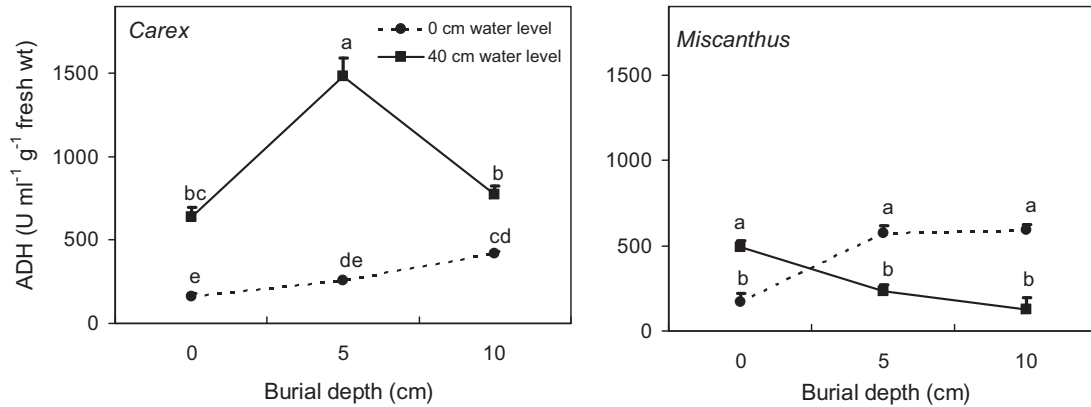 Carex
0 cm water level
40 cm water level
ADH (U ml⁻¹ g⁻¹ fresh wt)
1500
1000
500
0
a
bc
b
e
de
cd
0 5 10
Burial depth (cm)
Miscanthus
1500
1000
500
0
a
a
a
b
b
b
0 5 10
Burial depth (cm)